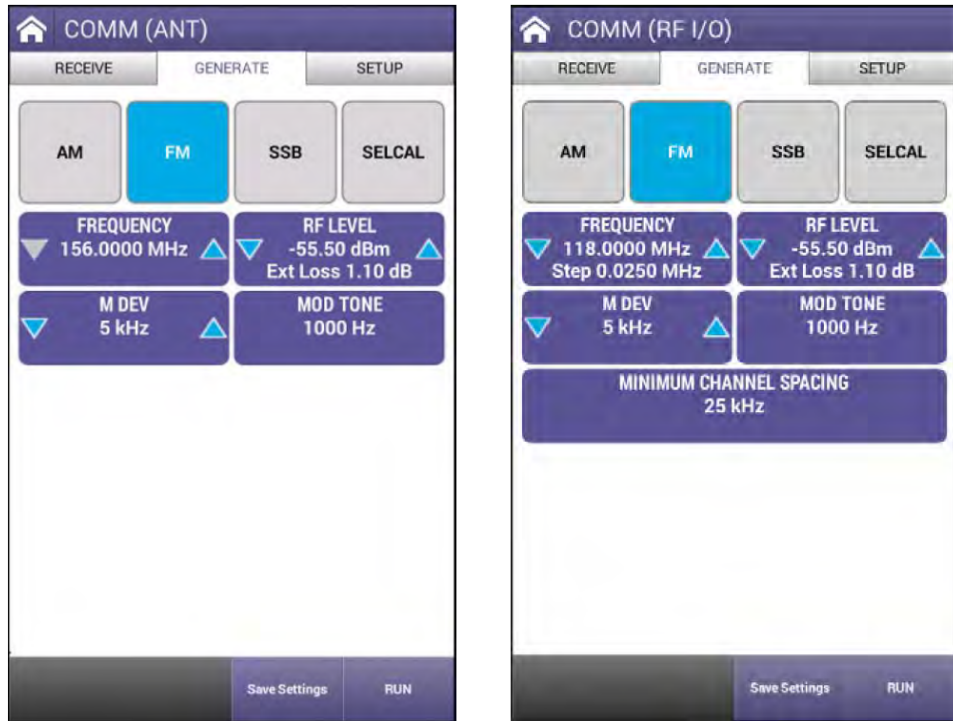 COMM (ANT)
RECEIVE GENERATE SETUP
AM FM SSB SELCAL
FREQUENCY
156.0000 MHz
RF LEVEL
-55.50 dBm
Ext Loss 1.10 dB
M DEV
5 kHz
MOD TONE
1000 Hz
Save Settings RUN
COMM (RF I/O)
RECEIVE GENERATE SETUP
AM FM SSB SELCAL
FREQUENCY
118.0000 MHz
Step 0.0250 MHz
RF LEVEL
-55.50 dBm
Ext Loss 1.10 dB
M DEV
5 kHz
MOD TONE
1000 Hz
MINIMUM CHANNEL SPACING
25 kHz
Save Settings RUN